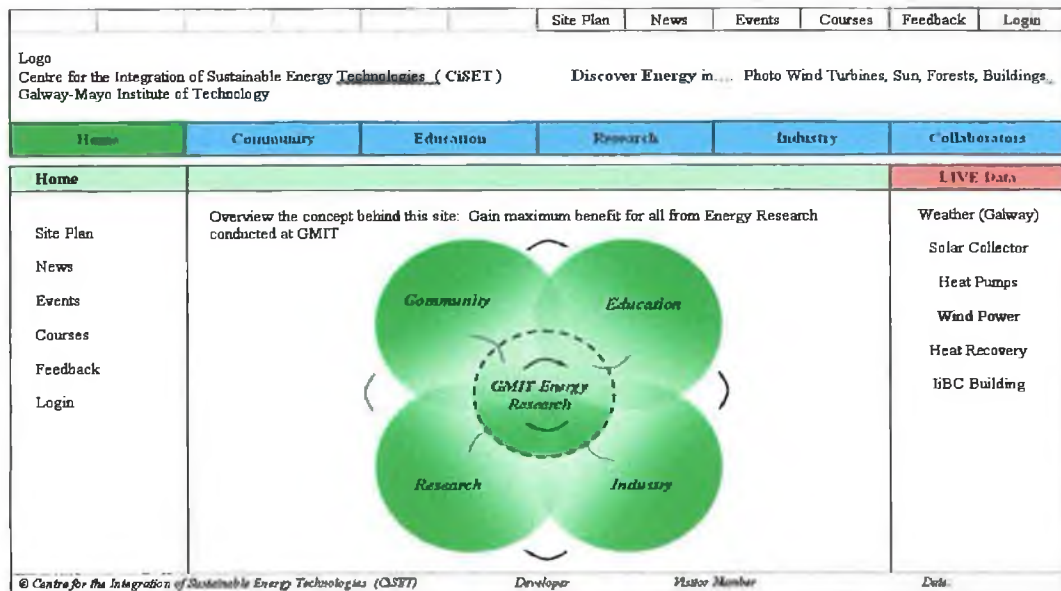 Site Plan News Events Courses Feedback Login
Logo
Centre for the Integration of Sustainable Energy Technologies ( CiSET )
Galway-Mayo Institute of Technology
Discover Energy in.... Photo Wind Turbines, Sun, Forests, Buildings..
Home Community Education Research Industry Collaborators
Home
LIVE Data
Site Plan
News
Events
Courses
Feedback
Login
Overview the concept behind this site: Gain maximum benefit for all from Energy Research
conducted at GMIT
Community
Education
GMIT Energy
Research
Research
Industry
Weather (Galway)
Solar Collector
Heat Pumps
Wind Power
Heat Recovery
IiBC Building
© Centre for the Integration of Sustainable Energy Technologies (CiSET) Developer Visitor Number Date